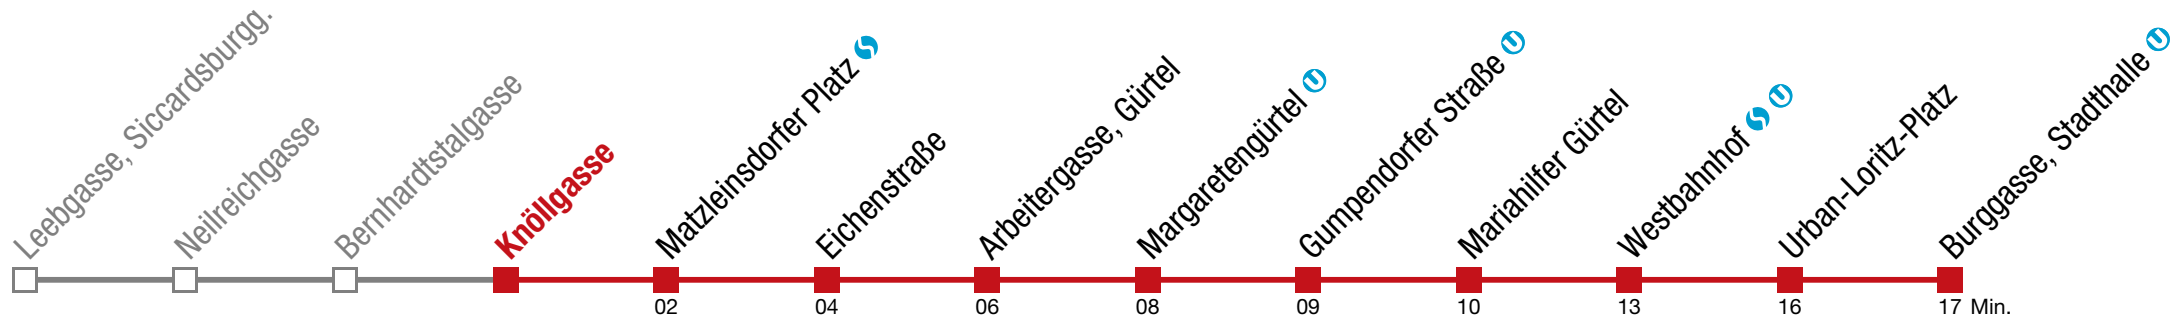 Leebgasse, Siccardsburgg.
Neilreichgasse
Bernhardtstalgasse
Knöllgasse
Matzleinsdorfer Platz
Eichenstraße
Arbeitergasse, Gürtel
Margaretengürtel
Gumpendorfer Straße
Mariahilfer Gürtel
Westbahnhof
Urban-Loritz-Platz
Burggasse, Stadthalle
02 04 06 08 09 10 13 16 17 Min.